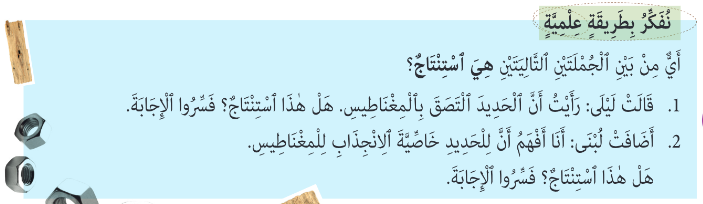 نُفَكِّرُ بِطَرِيقَةٍ عِلْمِيَّةٍ
أَيٌّ مِنْ بَيْنِ ٱلْجُمْلَتَيْنِ ٱلتَّالِيَتَيْنِ هِيَ ٱسْتِنْتَاجٌ؟
1. قَالَتْ لَيْلَى: رَأَيْتُ أَنَّ ٱلْحَدِيدَ ٱلْتَصَقَ بِٱلْمِغْنَاطِيسِ. هَلْ هٰذَا ٱسْتِنْتَاجٌ؟ فَسِّرُوا ٱلْإِجَابَةَ.
2. أَضَافَتْ لُبْنَى: أَنَا أَفْهَمُ أَنَّ لِلْحَدِيدِ خَاصِّيَّةَ ٱلِانْجِذَابِ لِلْمِغْنَاطِيسِ.
هَلْ هٰذَا ٱسْتِنْتَاجٌ؟ فَسِّرُوا ٱلْإِجَابَةَ.